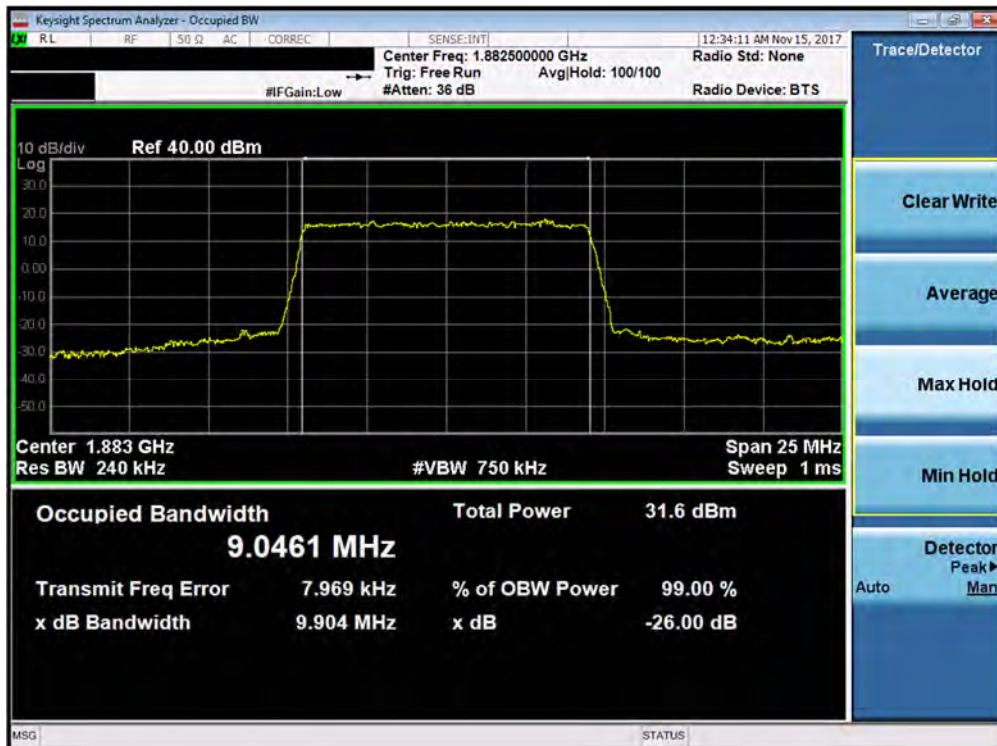 Keysight Spectrum Analyzer - Occupied BW
LXI RL RF 50 Ω AC CORREC SENSE:INT 12:34:11 AM Nov 15, 2017
Center Freq: 1.882500000 GHz Radio Std: None
Trig: Free Run Avg|Hold: 100/100
#IFGain:Low #Atten: 36 dB Radio Device: BTS
Trace/Detector
10 dB/div Ref 40.00 dBm
Log
30.0
20.0
10.0
0.00
-10.0
-20.0
-30.0
-40.0
-50.0
Center 1.883 GHz Span 25 MHz
Res BW 240 kHz #VBW 750 kHz Sweep 1 ms
Occupied Bandwidth Total Power 31.6 dBm
9.0461 MHz
Transmit Freq Error 7.969 kHz % of OBW Power 99.00 %
x dB Bandwidth 9.904 MHz x dB -26.00 dB
Clear Write
Average
Max Hold
Min Hold
Detector
Peak▶
Auto Man
MSG STATUS